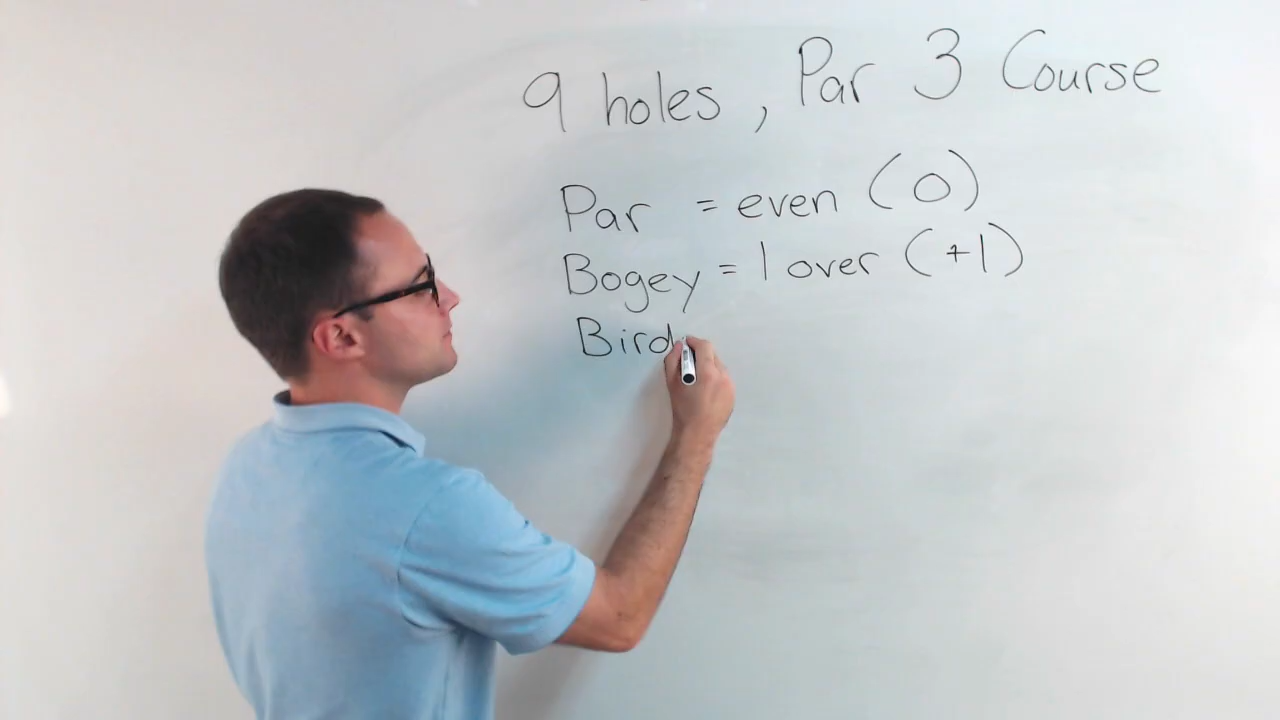 9 holes, Par 3 Course
Par = even (0)
Bogey = 1 over (+1)
Bird